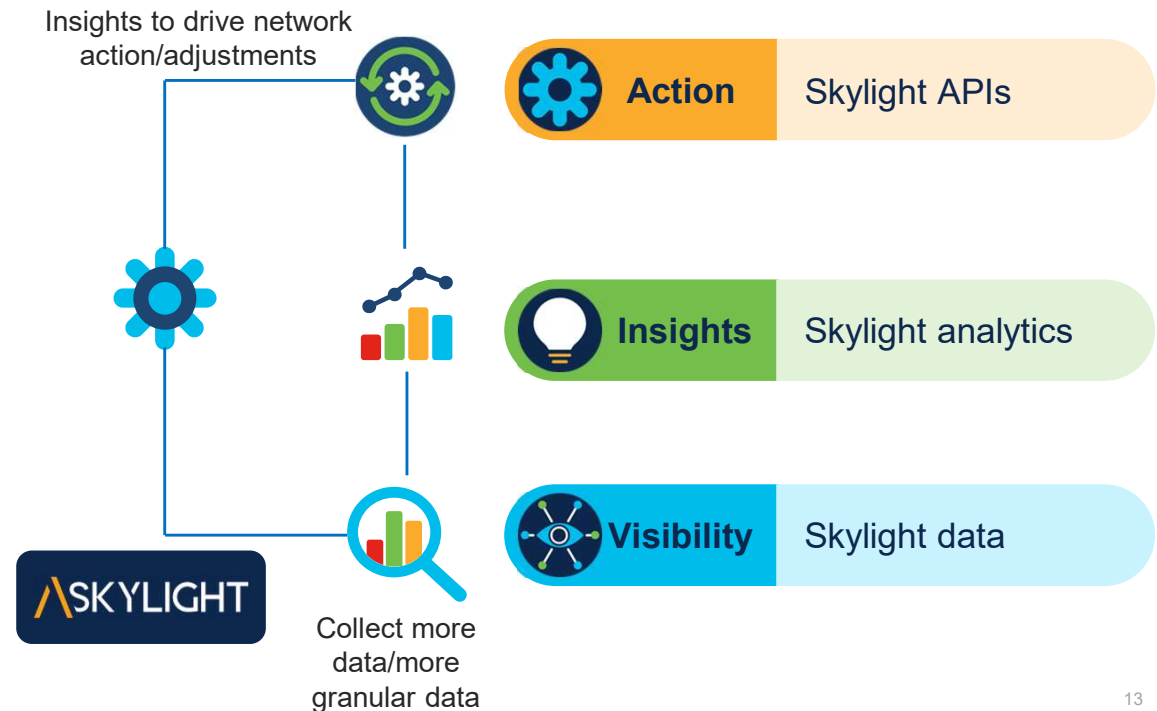 Insights to drive network
action/adjustments
Action
Skylight APIs
Insights
Skylight analytics
Visibility
Skylight data
SKYLIGHT
Collect more
data/more
granular data
13